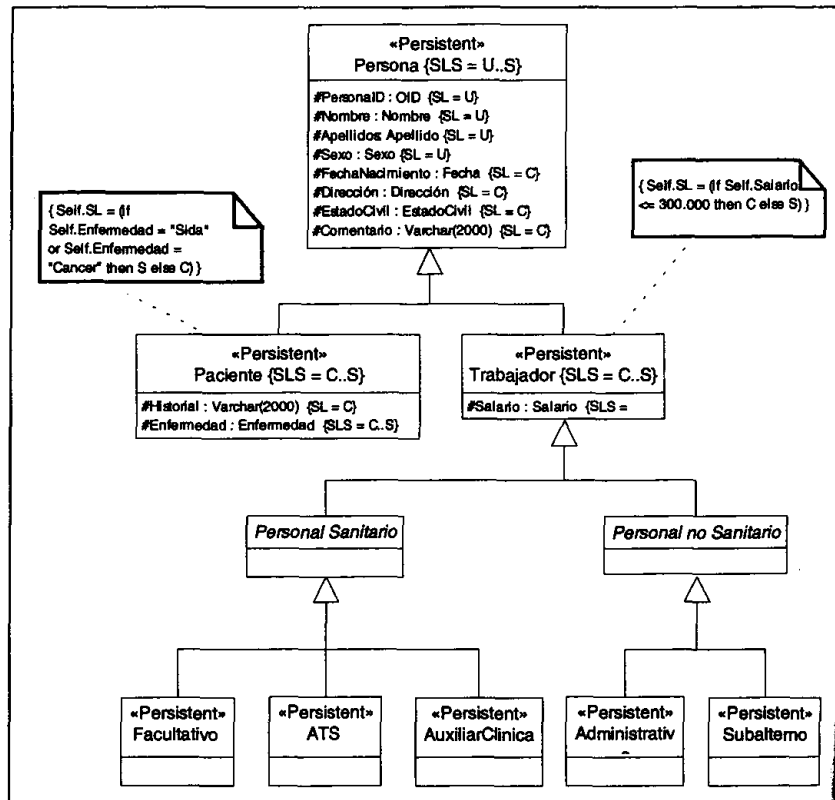 «Persistent»
Persona {SLS = U..S}
#PersonaID : OID {SL = U}
#Nombre : Nombre {SL = U}
#Apellidos: Apellido {SL = U}
#Sexo : Sexo {SL = U}
#FechaNacimiento : Fecha {SL = C}
#Dirección : Dirección {SL = C}
#EstadoCivil : EstadoCivil {SL = C}
#Comentario : Varchar(2000) {SL = C}
{ Self.SL = (If
Self.Enfermedad = "Sida"
or Self.Enfermedad =
"Cancer" then S else C) }
{ Self.SL = (If Self.Salario
<= 300.000 then C else S) }
«Persistent»
Paciente {SLS = C..S}
#Historial : Varchar(2000) {SL = C}
#Enfermedad : Enfermedad {SLS = C..S}
«Persistent»
Trabajador {SLS = C..S}
#Salario : Salario {SLS =
Personal Sanitario
Personal no Sanitario
«Persistent»
Facultativo
«Persistent»
ATS
«Persistent»
AuxiliarClinica
«Persistent»
Administrativ
«Persistent»
Subalterno